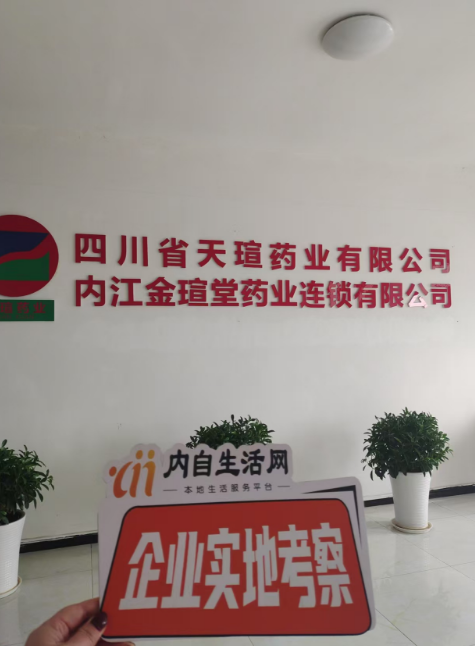 四川省天瑄药业有限公司
内江金瑄堂药业连锁有限公司
内自生活网
本地生活服务平台
企业实地考察